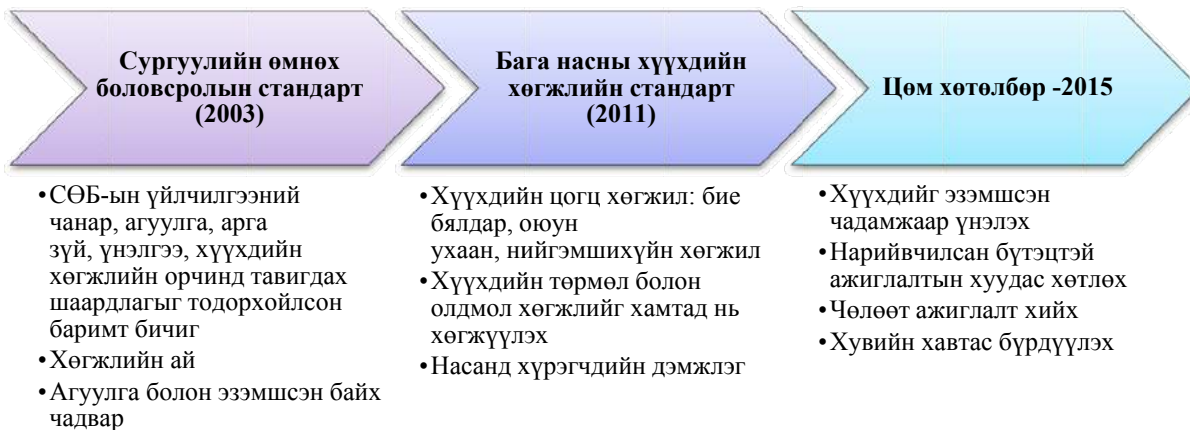 Сургуулийн өмнөх
боловсролын стандарт
(2003)
•СӨБ-ын үйлчилгээний
чанар, агуулга, арга
зүй, үнэлгээ, хүүхдийн
хөгжлийн орчинд тавигдах
шаардлагыг тодорхойлсон
баримт бичиг
•Хөгжлийн ай
•Агуулга болон эзэмшсэн байх
чадвар
Бага насны хүүхдийн
хөгжлийн стандарт
(2011)
•Хүүхдийн цогц хөгжил: бие
бялдар, оюун
ухаан, нийгэмшихүйн хөгжил
•Хүүхдийн төрмөл болон
олдмол хөгжлийг хамтад нь
хөгжүүлэх
•Насанд хүрэгчдийн дэмжлэг
Цөм хөтөлбөр -2015
•Хүүхдийг эзэмшсэн
чадамжаар үнэлэх
•Нарийвчилсан бүтэцтэй
ажиглалтын хуудас хөтлөх
•Чөлөөт ажиглалт хийх
•Хувийн хавтас бүрдүүлэх